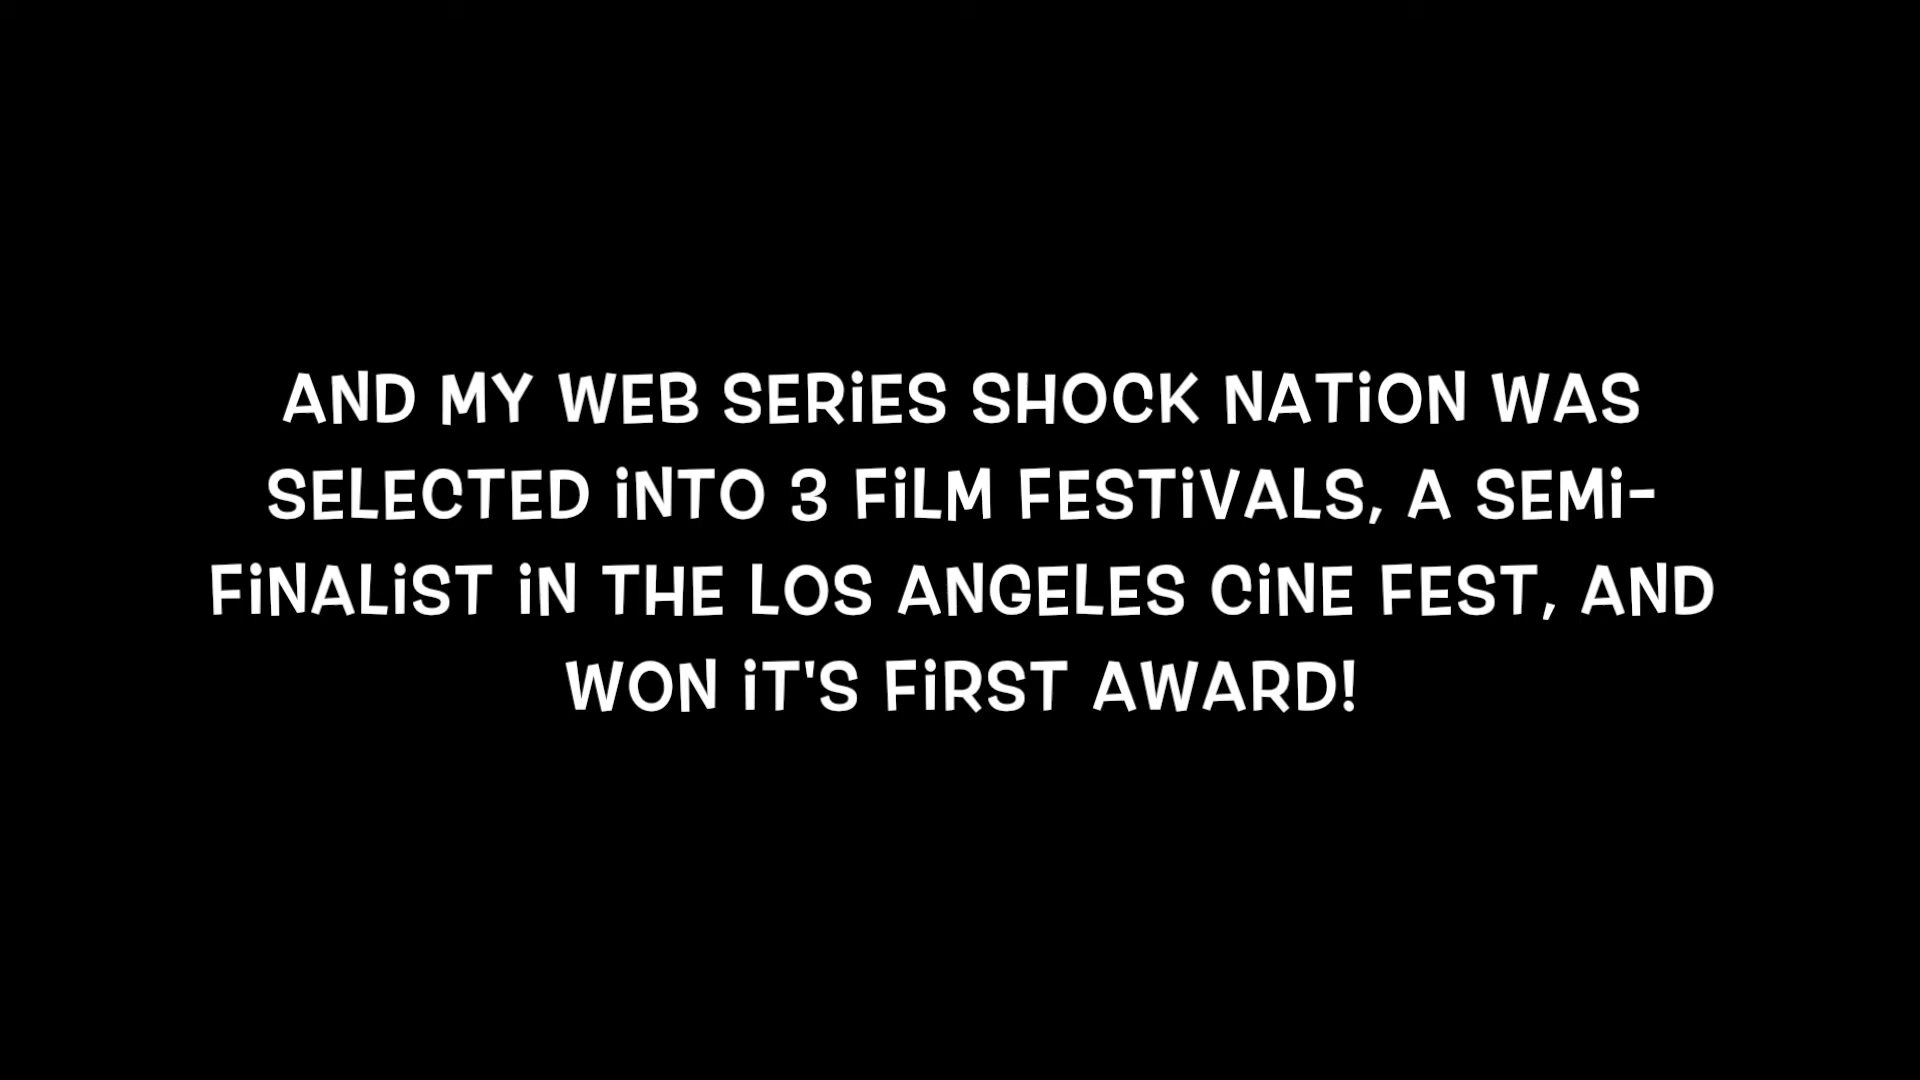 AND MY WEB SERiES SHOCK NATiON WAS
SELECTED iNTO 3 FiLM FESTiVALS, A SEMi-
FiNALiST iN THE LOS ANGELES CiNE FEST, AND
WON iT'S FiRST AWARD!